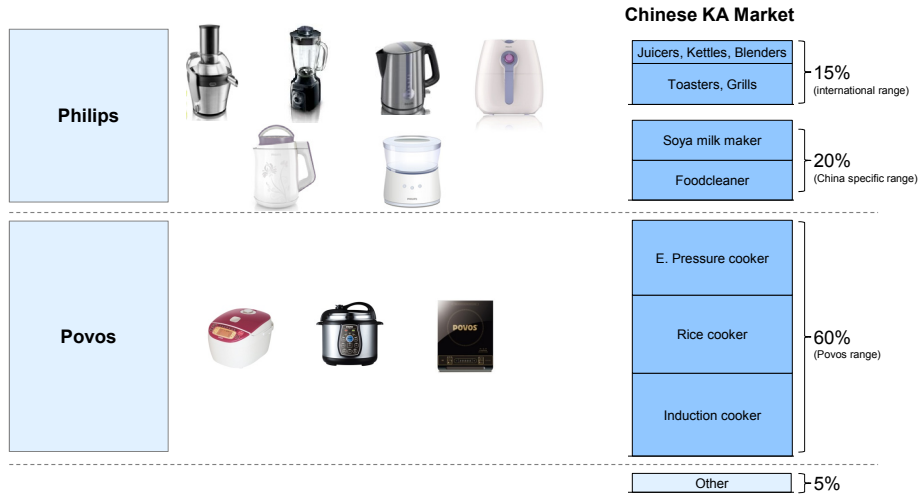 Chinese KA Market
Philips
Juicers, Kettles, Blenders
Toasters, Grills
15%
(international range)
Soya milk maker
Foodcleaner
20%
(China specific range)
Povos
POVOS
E. Pressure cooker
Rice cooker
Induction cooker
60%
(Povos range)
Other
5%